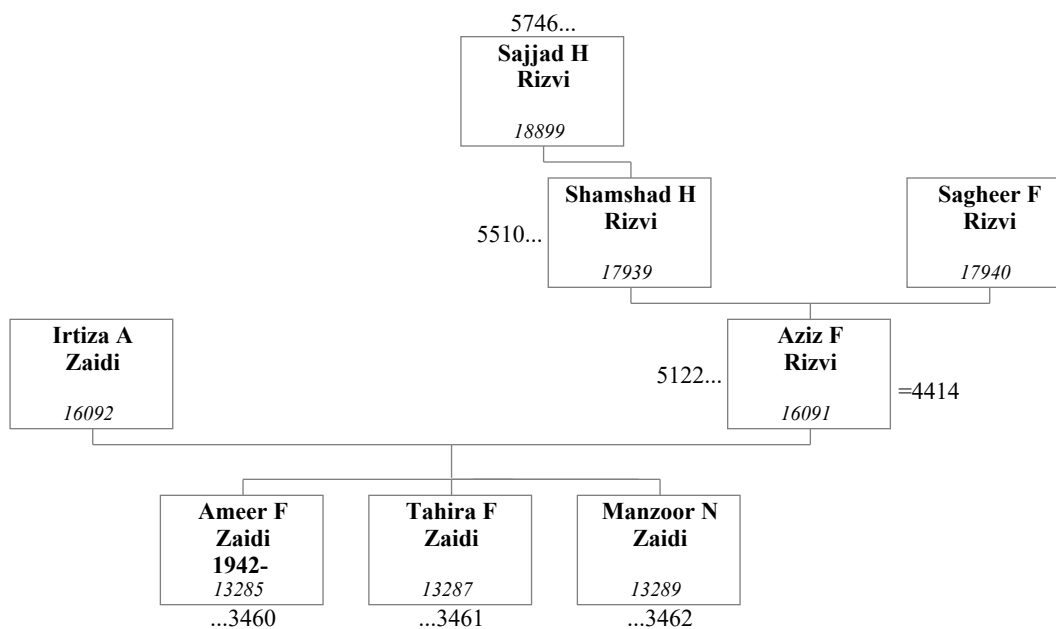 5746...
Sajjad H
Rizvi
18899
Shamshad H
Rizvi
5510...
17939
Sagheer F
Rizvi
17940
Irtiza A
Zaidi
16092
Aziz F
Rizvi
5122...
16091
=4414
Ameer F
Zaidi
1942-
13285
...3460
Tahira F
Zaidi
13287
...3461
Manzoor N
Zaidi
13289
...3462